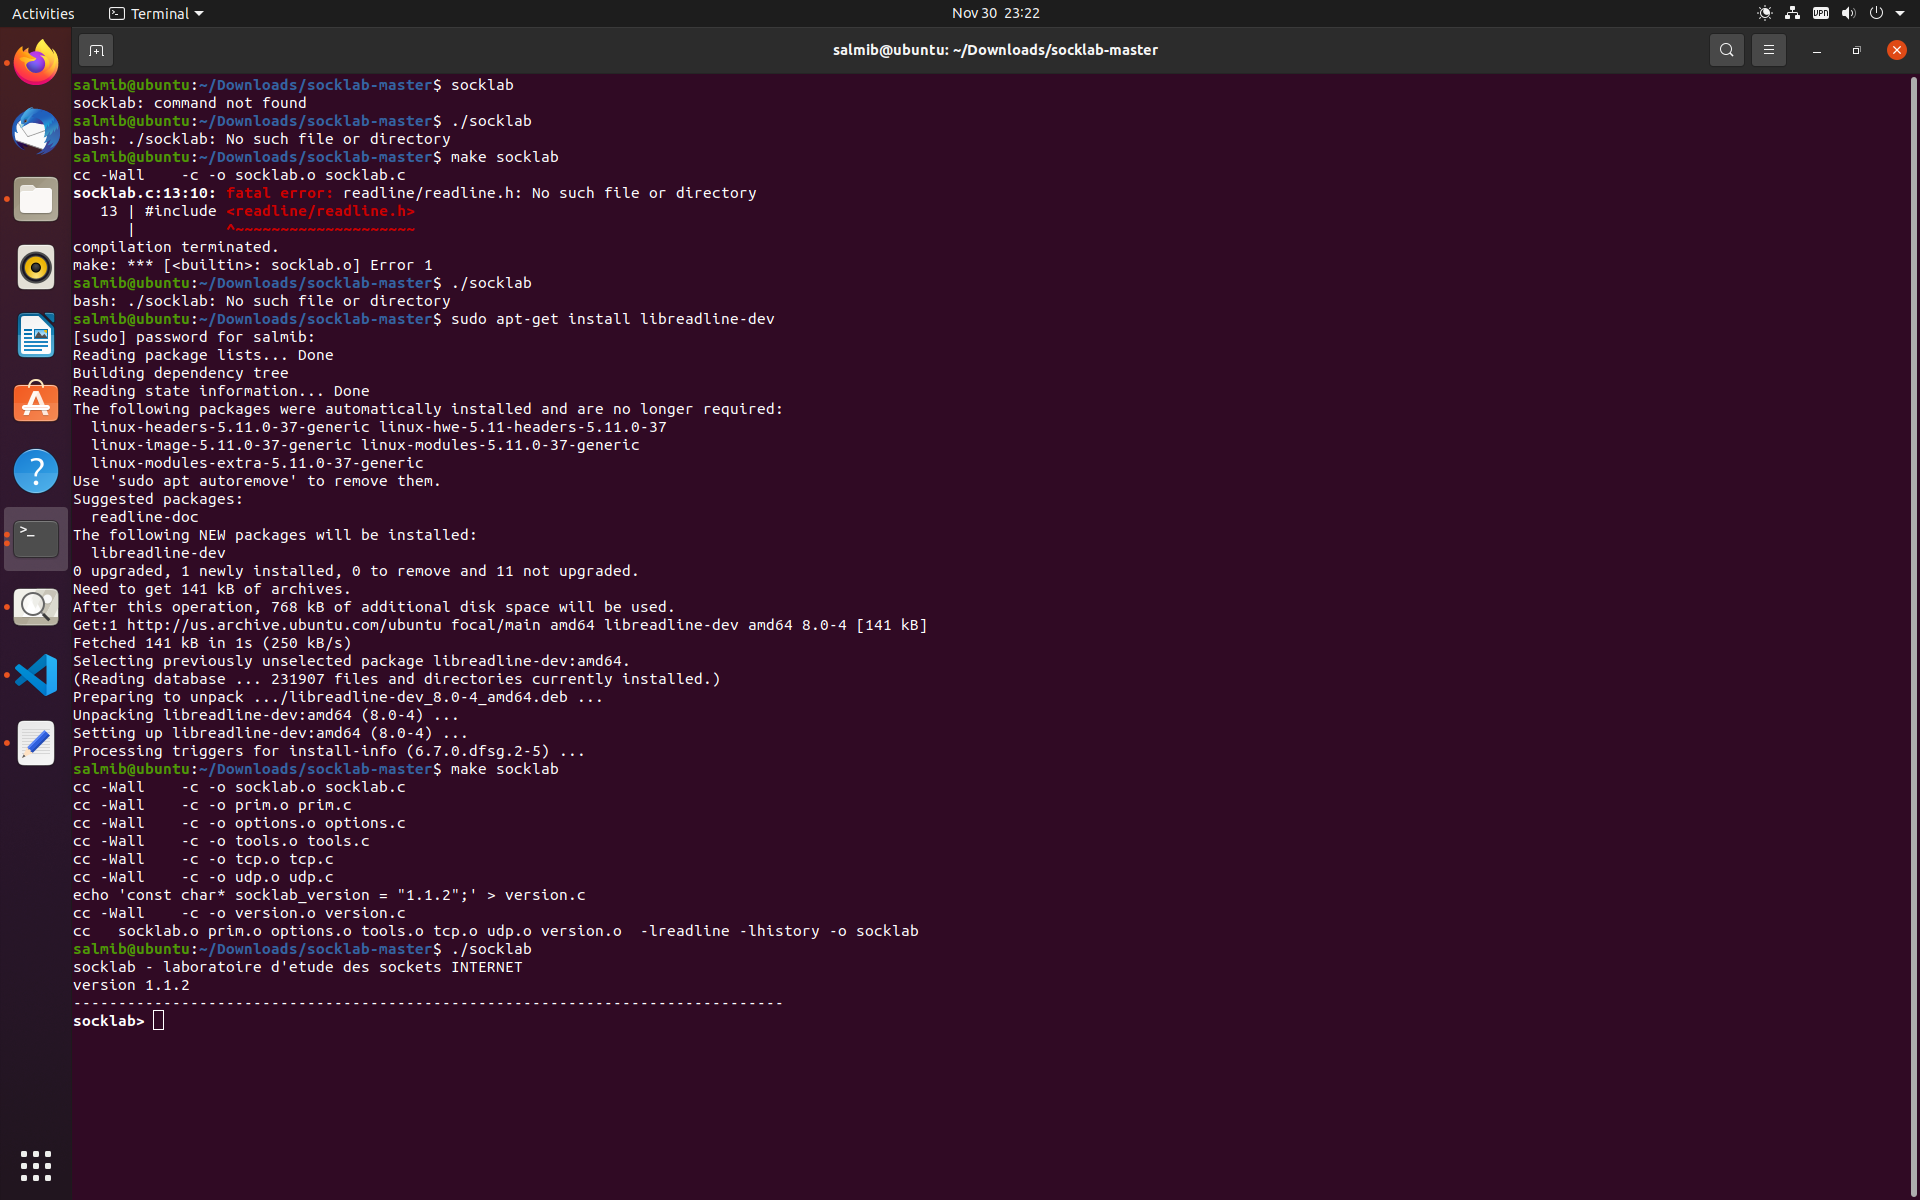 Activities
Terminal
Nov 30 23:22
VPN
salmib@ubuntu: ~/Downloads/socklab-master
salmib@ubuntu:~/Downloads/socklab-master$ socklab
socklab: command not found
salmib@ubuntu:~/Downloads/socklab-master$ ./socklab
bash: ./socklab: No such file or directory
salmib@ubuntu:~/Downloads/socklab-master$ make socklab
cc -Wall    -c -o socklab.o socklab.c
socklab.c:13:10: fatal error: readline/readline.h: No such file or directory
   13 | #include <readline/readline.h>
      |          ^~~~~~~~~~~~~~~~~~~~~
compilation terminated.
make: *** [<builtin>: socklab.o] Error 1
salmib@ubuntu:~/Downloads/socklab-master$ ./socklab
bash: ./socklab: No such file or directory
salmib@ubuntu:~/Downloads/socklab-master$ sudo apt-get install libreadline-dev
[sudo] password for salmib:
Reading package lists... Done
Building dependency tree
Reading state information... Done
The following packages were automatically installed and are no longer required:
  linux-headers-5.11.0-37-generic linux-hwe-5.11-headers-5.11.0-37
  linux-image-5.11.0-37-generic linux-modules-5.11.0-37-generic
  linux-modules-extra-5.11.0-37-generic
Use 'sudo apt autoremove' to remove them.
Suggested packages:
  readline-doc
The following NEW packages will be installed:
  libreadline-dev
0 upgraded, 1 newly installed, 0 to remove and 11 not upgraded.
Need to get 141 kB of archives.
After this operation, 768 kB of additional disk space will be used.
Get:1 http://us.archive.ubuntu.com/ubuntu focal/main amd64 libreadline-dev amd64 8.0-4 [141 kB]
Fetched 141 kB in 1s (250 kB/s)
Selecting previously unselected package libreadline-dev:amd64.
(Reading database ... 231907 files and directories currently installed.)
Preparing to unpack .../libreadline-dev_8.0-4_amd64.deb ...
Unpacking libreadline-dev:amd64 (8.0-4) ...
Setting up libreadline-dev:amd64 (8.0-4) ...
Processing triggers for install-info (6.7.0.dfsg.2-5) ...
salmib@ubuntu:~/Downloads/socklab-master$ make socklab
cc -Wall    -c -o socklab.o socklab.c
cc -Wall    -c -o prim.o prim.c
cc -Wall    -c -o options.o options.c
cc -Wall    -c -o tools.o tools.c
cc -Wall    -c -o tcp.o tcp.c
cc -Wall    -c -o udp.o udp.c
echo 'const char* socklab_version = "1.1.2";' > version.c
cc -Wall    -c -o version.o version.c
cc   socklab.o prim.o options.o tools.o tcp.o udp.o version.o  -lreadline -lhistory -o socklab
salmib@ubuntu:~/Downloads/socklab-master$ ./socklab
socklab - laboratoire d'etude des sockets INTERNET
version 1.1.2
-------------------------------------------------------------------------------
socklab>